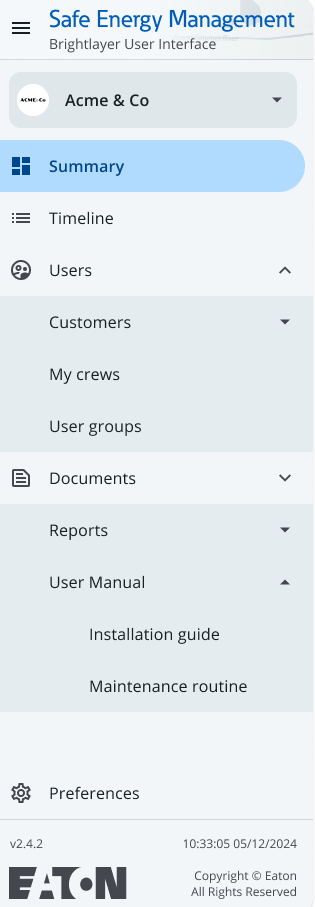 Safe Energy Management
Brightlayer User Interface
ACME&Co
Acme & Co
Summary
Timeline
Users
Customers
My crews
User groups
Documents
Reports
User Manual
Installation guide
Maintenance routine
Preferences
v2.4.2
10:33:05 05/12/2024
EATON
Copyright © Eaton
All Rights Reserved